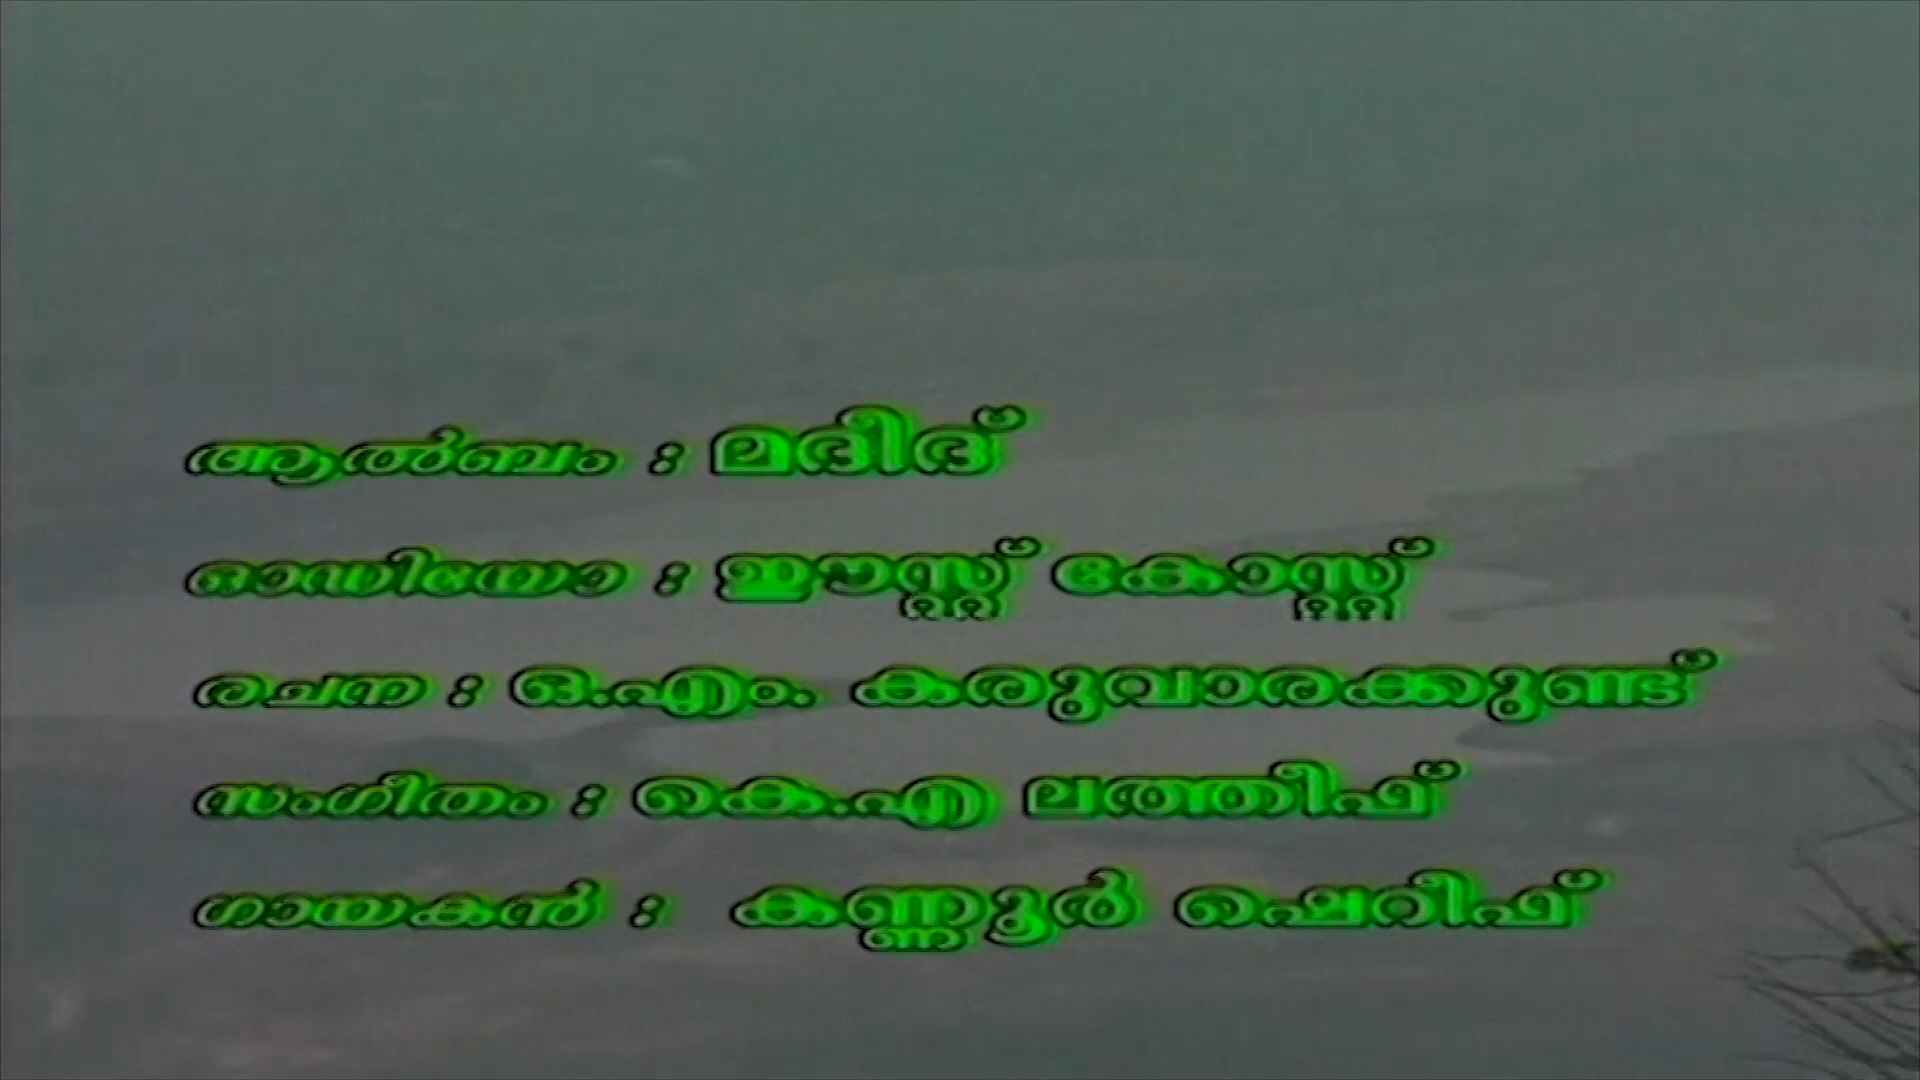 ആൽബം : മദീദ്
ഓഡിയോ : ഈസ്റ്റ് കോസ്റ്റ്
രചന : ഒ.എം. കരുവാരക്കുണ്ട്
സംഗീതം : കെ.എ ലത്തീഫ്
ഗായകൻ : കണ്ണൂർ ഷെറീഫ്